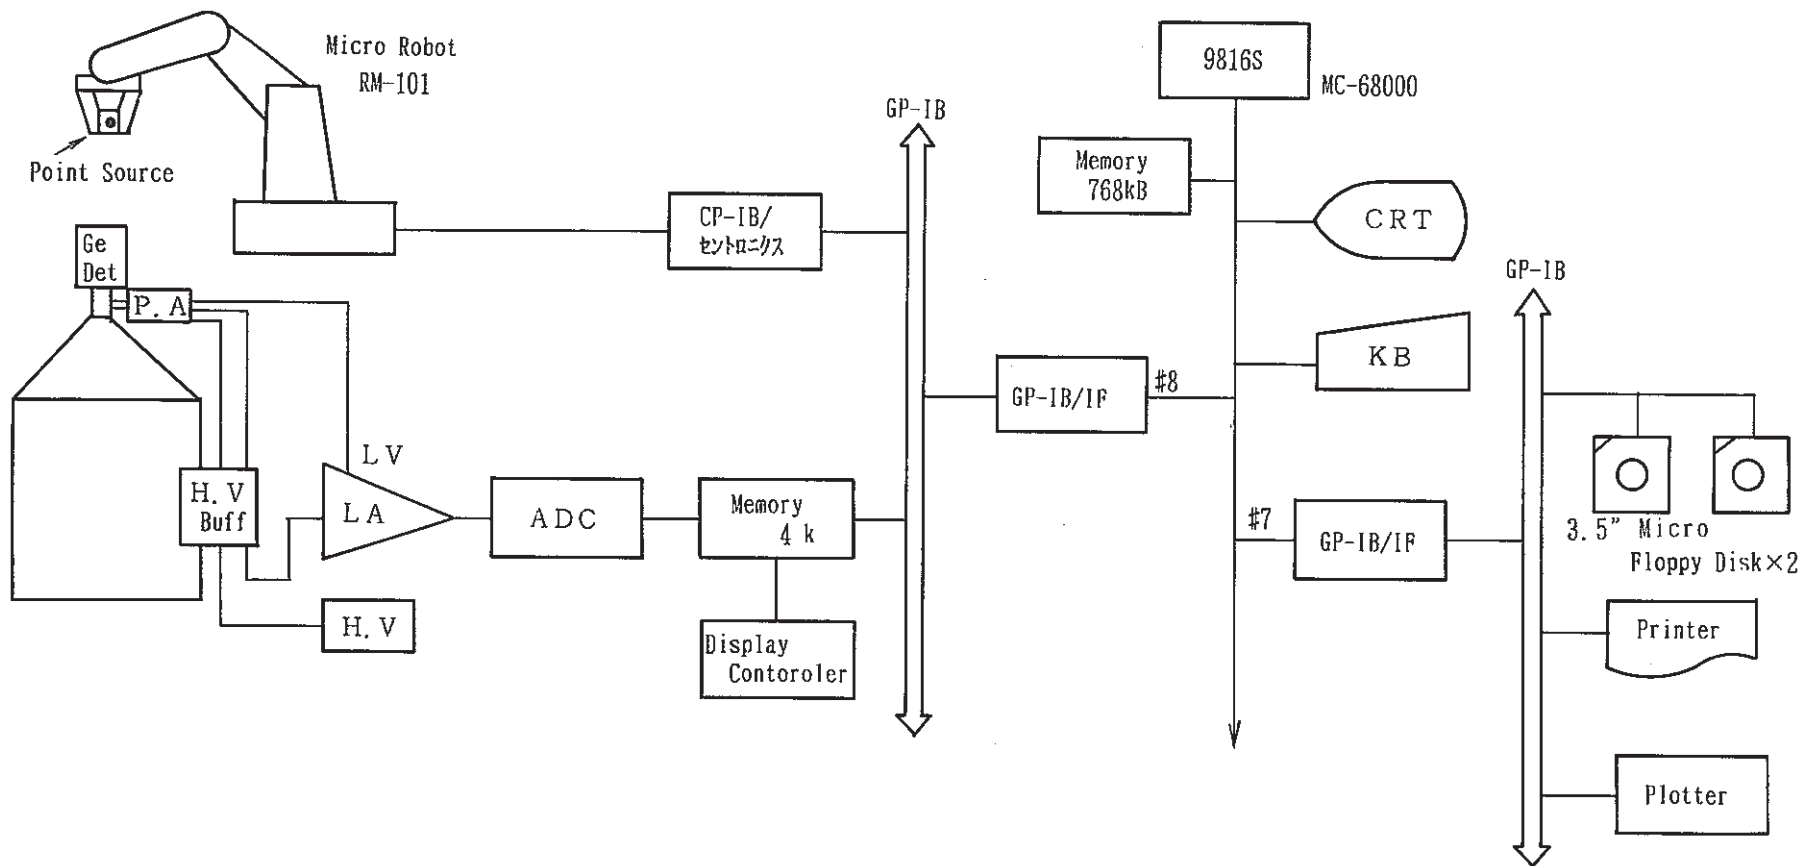 Micro Robot
RM-101
Point Source
Ge
Det
P. A
H. V
Buff
LV
LA
H. V
ADC
Memory
4 k
Display
Contoroler
CP-IB/
セントロニクス
GP-IB
GP-IB/IF
#8
9816S
MC-68000
Memory
768kB
CRT
KB
#7
GP-IB/IF
GP-IB
3.5” Micro
Floppy Disk×2
Printer
Plotter